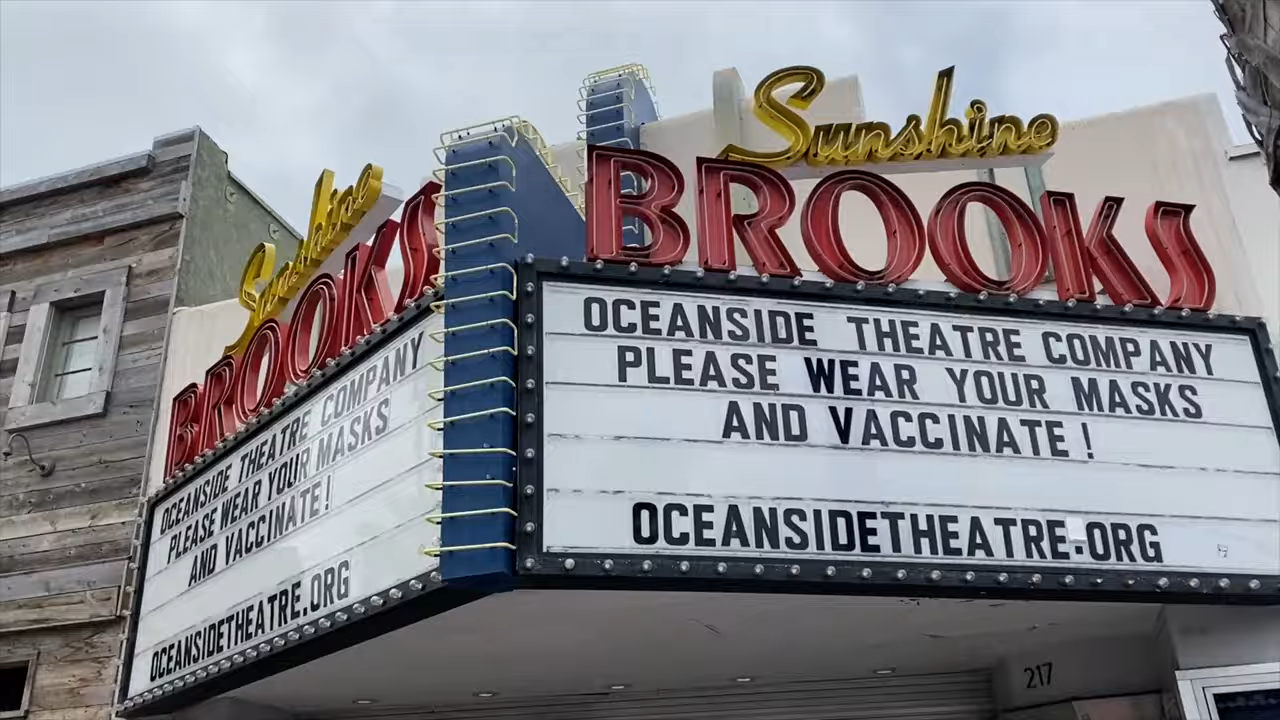 Sunshine
BROOKS
OCEANSIDE THEATRE COMPANY
PLEASE WEAR YOUR MASKS
AND VACCINATE!
OCEANSIDETHEATRE.ORG
Sunshine
BROOKS
OCEANSIDE THEATRE COMPANY
PLEASE WEAR YOUR MASKS
AND VACCINATE!
OCEANSIDETHEATRE.ORG
217